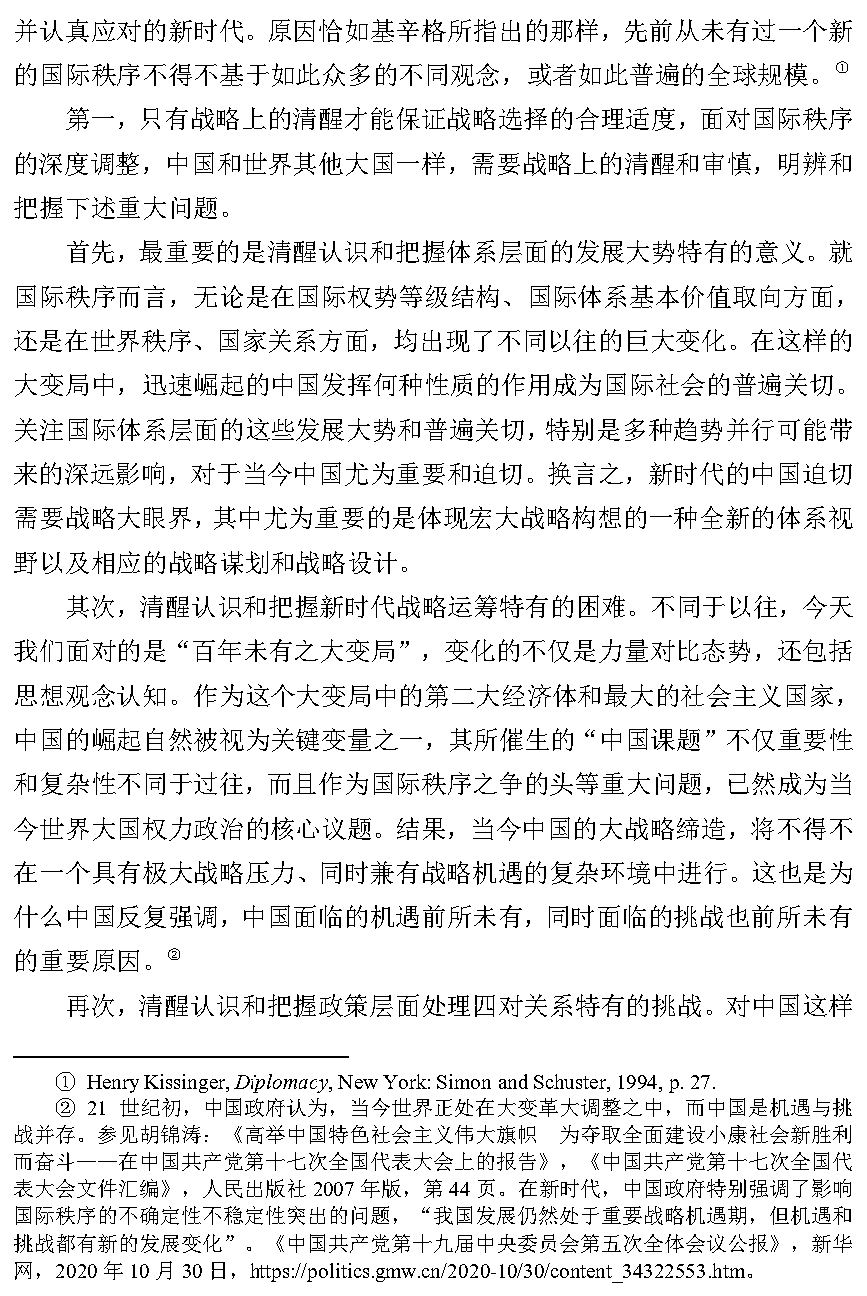 并认真应对的新时代。原因恰如基辛格所指出的那样，先前从未有过一个新
的国际秩序不得不基于如此众多的不同观念，或者如此普遍的全球规模。①
第一，只有战略上的清醒才能保证战略选择的合理适度，面对国际秩序
的深度调整，中国和世界其他大国一样，需要战略上的清醒和审慎，明辨和
把握下述重大问题。
首先，最重要的是清醒认识和把握体系层面的发展大势特有的意义。就
国际秩序而言，无论是在国际权势等级结构、国际体系基本价值取向方面，
还是在世界秩序、国家关系方面，均出现了不同以往的巨大变化。在这样的
大变局中，迅速崛起的中国发挥何种性质的作用成为国际社会的普遍关切。
关注国际体系层面的这些发展大势和普遍关切，特别是多种趋势并行可能带
来的深远影响，对于当今中国尤为重要和迫切。换言之，新时代的中国迫切
需要战略大眼界，其中尤为重要的是体现宏大战略构想的一种全新的体系视
野以及相应的战略谋划和战略设计。
其次，清醒认识和把握新时代战略运筹特有的困难。不同于以往，今天
我们面对的是“百年未有之大变局”，变化的不仅是力量对比态势，还包括
思想观念认知。作为这个大变局中的第二大经济体和最大的社会主义国家，
中国的崛起自然被视为关键变量之一，其所催生的“中国课题”不仅重要性
和复杂性不同于过往，而且作为国际秩序之争的头等重大问题，已然成为当
今世界大国权力政治的核心议题。结果，当今中国的大战略缔造，将不得不
在一个具有极大战略压力、同时兼有战略机遇的复杂环境中进行。这也是为
什么中国反复强调，中国面临的机遇前所未有，同时面临的挑战也前所未有
的重要原因。②
再次，清醒认识和把握政策层面处理四对关系特有的挑战。对中国这样
① Henry Kissinger, Diplomacy, New York: Simon and Schuster, 1994, p. 27.
② 21 世纪初，中国政府认为，当今世界正处在大变革大调整之中，而中国是机遇与挑
战并存。参见胡锦涛：《高举中国特色社会主义伟大旗帜　为夺取全面建设小康社会新胜利
而奋斗——在中国共产党第十七次全国代表大会上的报告》，《中国共产党第十七次全国代
表大会文件汇编》，人民出版社 2007 年版，第 44 页。在新时代，中国政府特别强调了影响
国际秩序的不确定性不稳定性突出的问题，“我国发展仍然处于重要战略机遇期，但机遇和
挑战都有新的发展变化”。《中国共产党第十九届中央委员会第五次全体会议公报》，新华
网，2020 年 10 月 30 日，https://politics.gmw.cn/2020-10/30/content_34322553.htm。